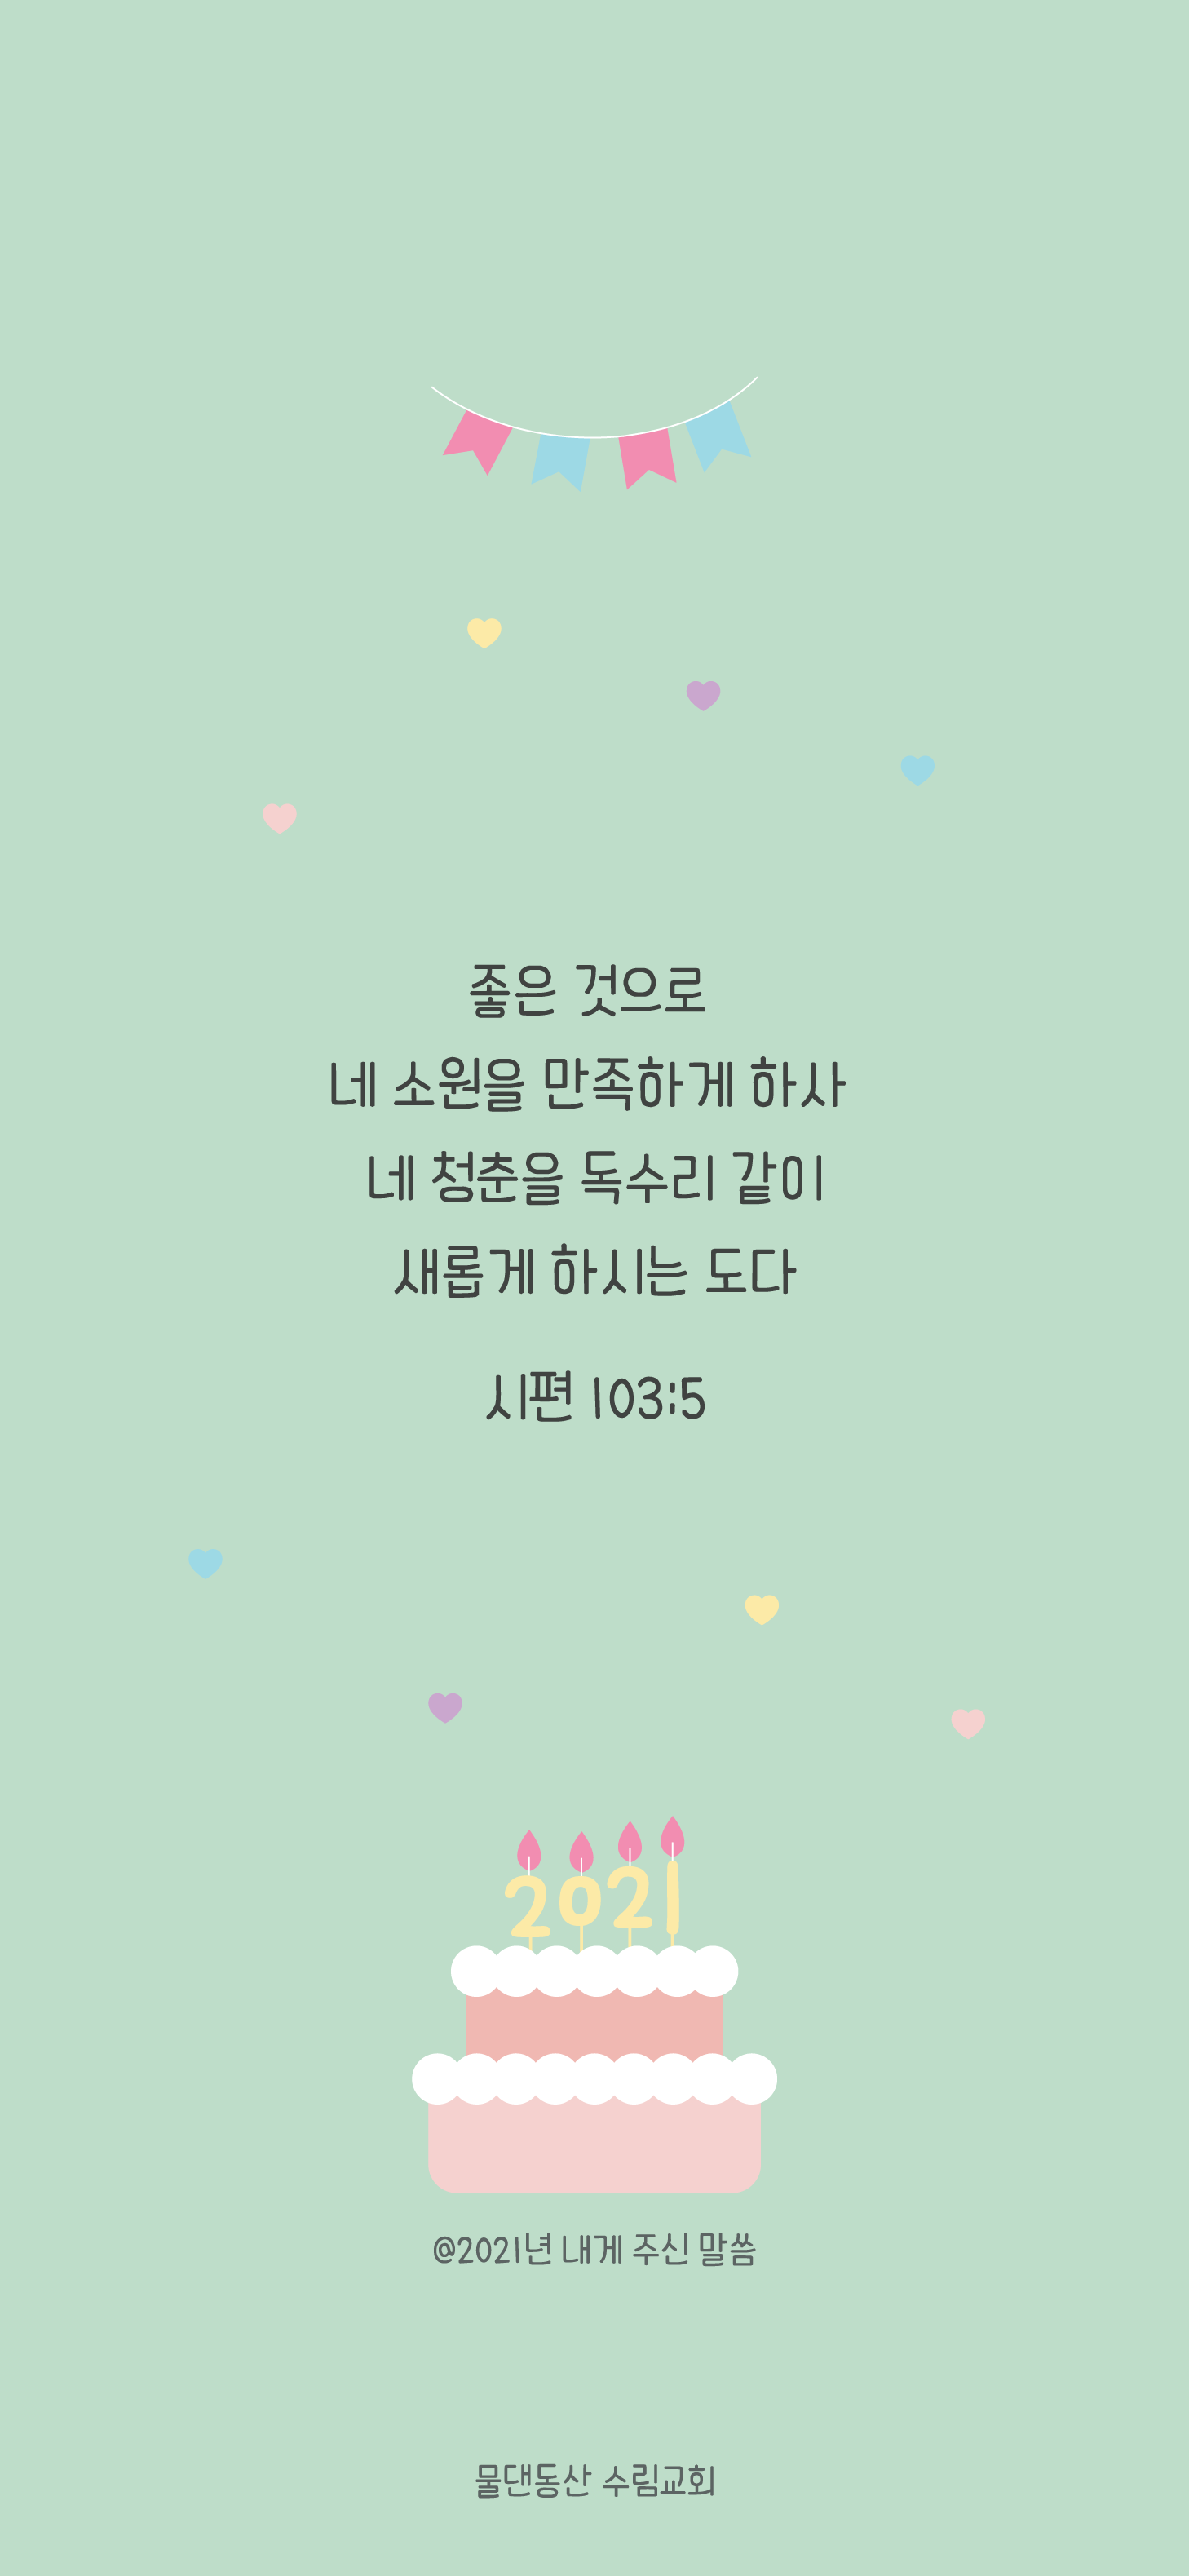 좋은 것으로
네 소원을 만족하게 하사
네 청춘을 독수리 같이
새롭게 하시는 도다
시편 103:5
2021
@2021년 내게 주신 말씀
물댄동산 수림교회